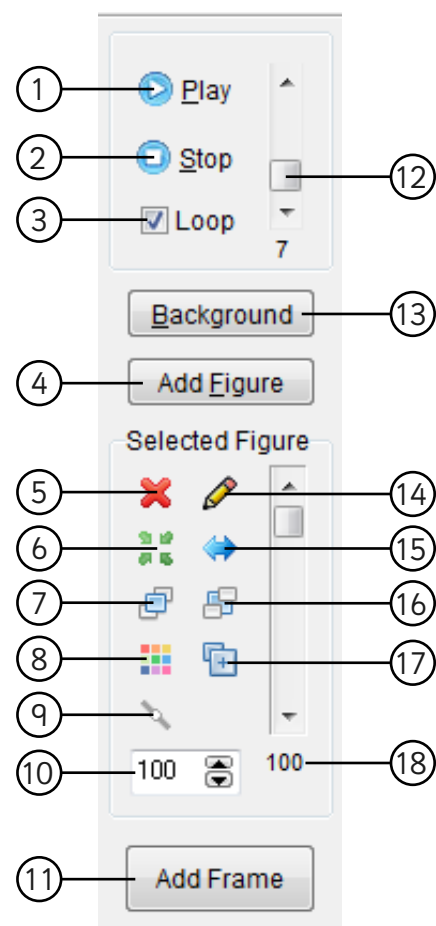 1 Play
2 Stop 12
3 Loop
7
Background 13
4 Add Figure
Selected Figure
5 14
6 15
7 16
8 17
9
10 100 100 18
11 Add Frame